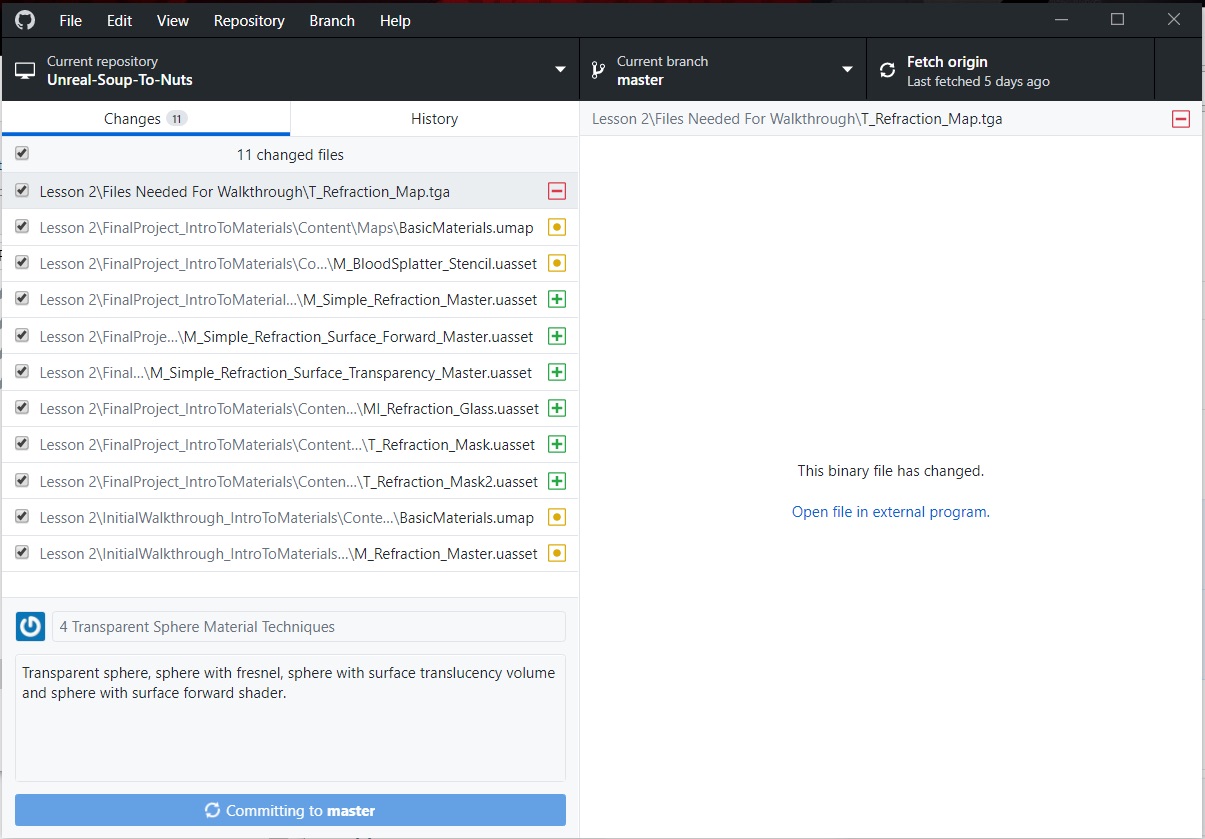 File Edit View Repository Branch Help
Current repository
Unreal-Soup-To-Nuts
Current branch
master
Fetch origin
Last fetched 5 days ago
Changes 11
History
Lesson 2\Files Needed For Walkthrough\T_Refraction_Map.tga
11 changed files
Lesson 2\Files Needed For Walkthrough\T_Refraction_Map.tga
Lesson 2\FinalProject_IntroToMaterials\Content\Maps\BasicMaterials.umap
Lesson 2\FinalProject_IntroToMaterials\Co...\M_BloodSplatter_Stencil.uasset
Lesson 2\FinalProject_IntroToMaterial...\M_Simple_Refraction_Master.uasset
Lesson 2\FinalProje...\M_Simple_Refraction_Surface_Forward_Master.uasset
Lesson 2\Final...\M_Simple_Refraction_Surface_Transparency_Master.uasset
Lesson 2\FinalProject_IntroToMaterials\Conten...\MI_Refraction_Glass.uasset
Lesson 2\FinalProject_IntroToMaterials\Content...\T_Refraction_Mask.uasset
Lesson 2\FinalProject_IntroToMaterials\Conten...\T_Refraction_Mask2.uasset
Lesson 2\InitialWalkthrough_IntroToMaterials\Conte...\BasicMaterials.umap
Lesson 2\InitialWalkthrough_IntroToMaterials...\M_Refraction_Master.uasset
4 Transparent Sphere Material Techniques
Transparent sphere, sphere with fresnel, sphere with surface translucency volume
and sphere with surface forward shader.
Committing to master
This binary file has changed.
Open file in external program.